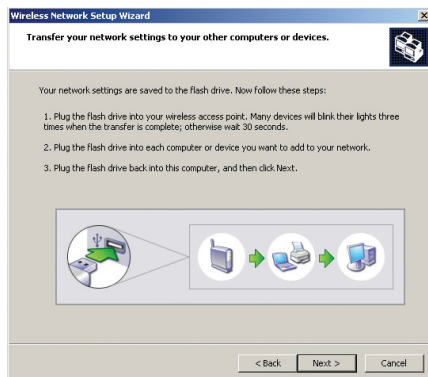 Wireless Network Setup Wizard
Transfer your network settings to your other computers or devices.
Your network settings are saved to the flash drive. Now follow these steps:
1. Plug the flash drive into your wireless access point. Many devices will blink their lights three
times when the transfer is complete; otherwise wait 30 seconds.
2. Plug the flash drive into each computer or device you want to add to your network.
3. Plug the flash drive back into this computer, and then click Next.
< Back Next > Cancel